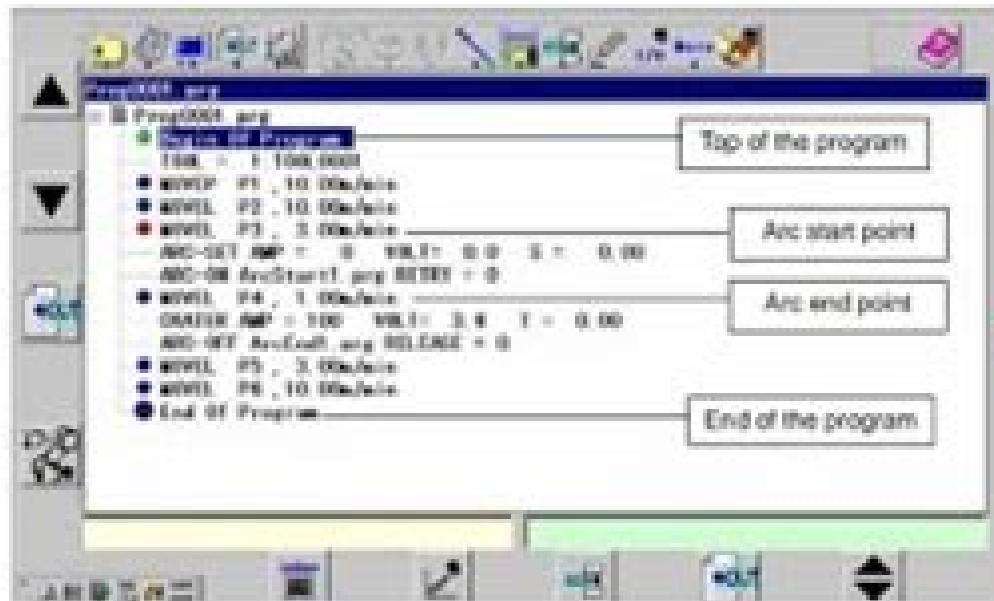 Prog0001.prg
Prog0001.prg
Begin Of Program
Top of the program
TOOL = 1 TOOL0001
MOVEP P1 , 10.00m/min
MOVEL P2 , 10.00m/min
MOVEL P3 , 3.00m/min
Arc start point
ARC-SET AMP = 0 VOLT= 0.0 S = 0.00
ARC-ON ArcStart1.prg RETRY = 0
MOVEL P4 , 1.00m/min
Arc end point
CRATER AMP = 100 VOLT= T = 0.00
ARC-OFF ArcEnd1.prg RELEASE = 0
MOVEL P5 , 3.00m/min
MOVEL P6 , 10.00m/min
End Of Program
End of the program